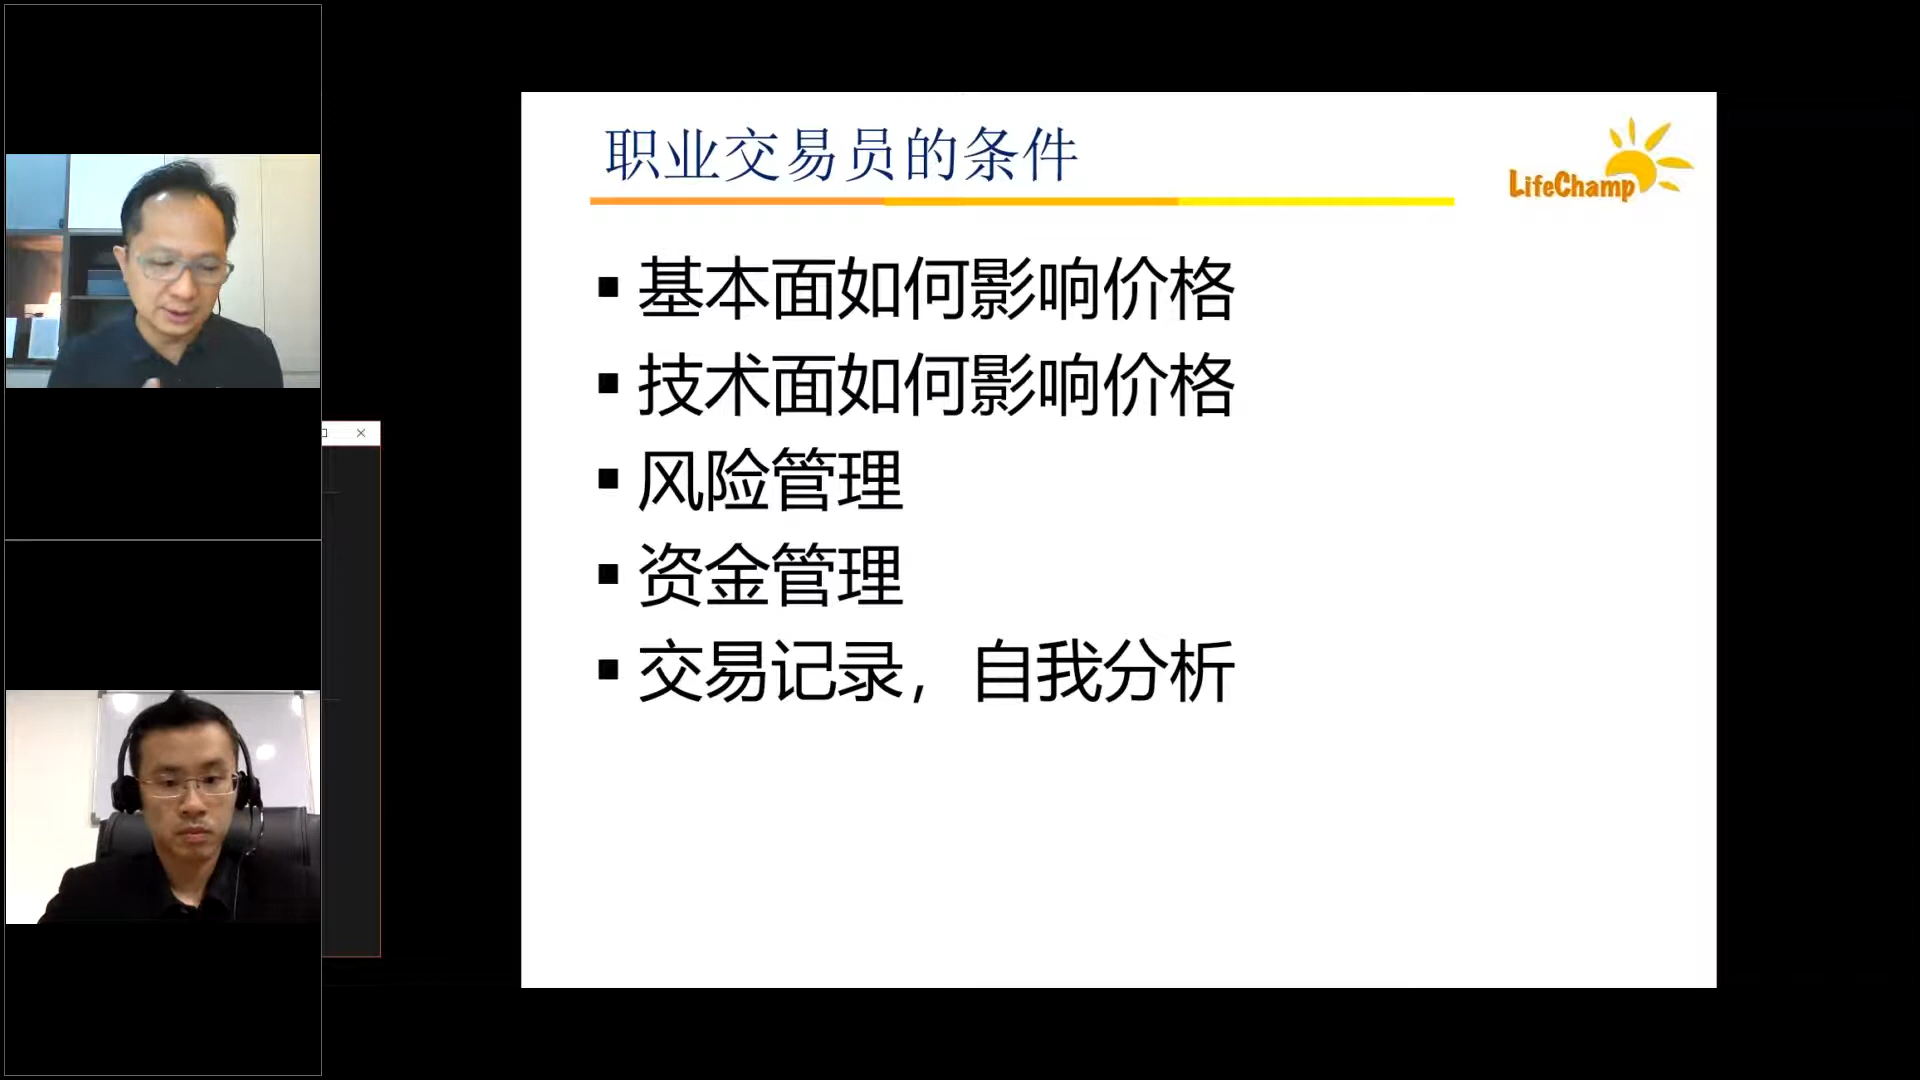 职业交易员的条件
LifeChamp
▪ 基本面如何影响价格
▪ 技术面如何影响价格
▪ 风险管理
▪ 资金管理
▪ 交易记录，自我分析